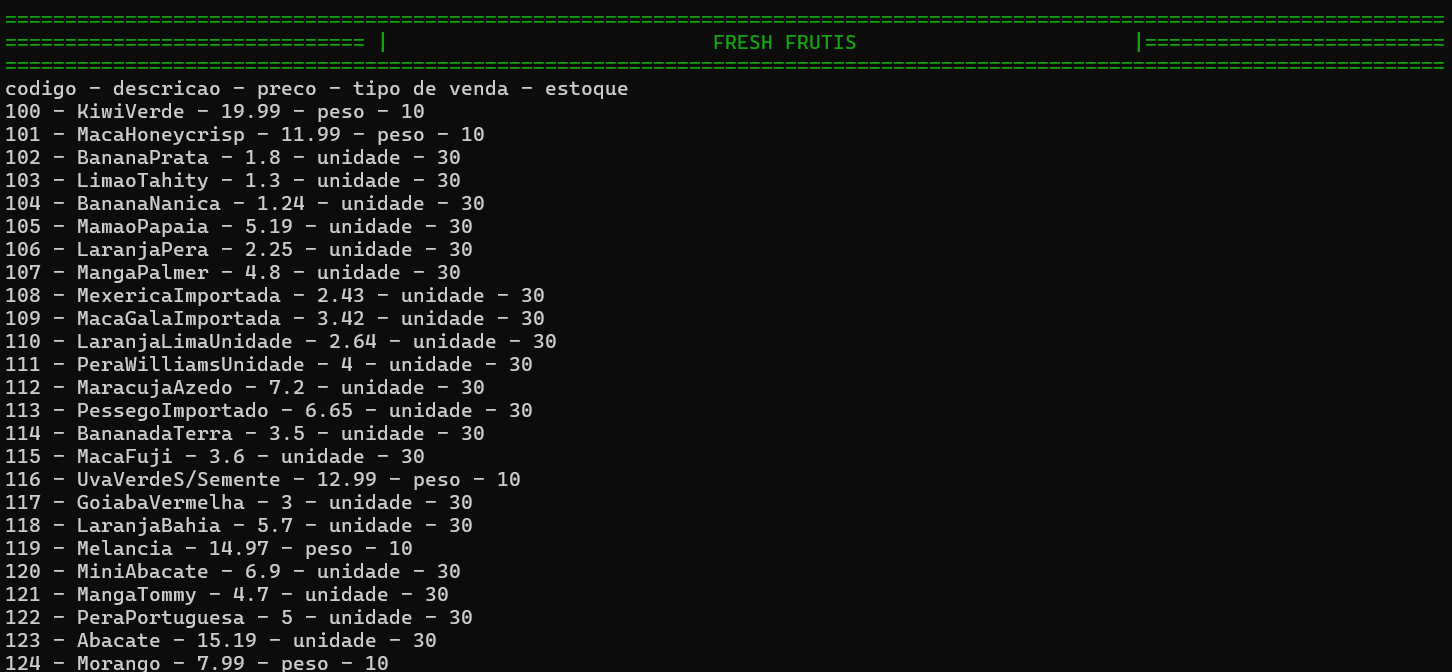 ========================================================================================================================
============================== |                           FRESH FRUTIS                       |=========================
========================================================================================================================
codigo - descricao - preco - tipo de venda - estoque
100 - KiwiVerde - 19.99 - peso - 10
101 - MacaHoneycrisp - 11.99 - peso - 10
102 - BananaPrata - 1.8 - unidade - 30
103 - LimaoTahity - 1.3 - unidade - 30
104 - BananaNanica - 1.24 - unidade - 30
105 - MamaoPapaia - 5.19 - unidade - 30
106 - LaranjaPera - 2.25 - unidade - 30
107 - MangaPalmer - 4.8 - unidade - 30
108 - MexericaImportada - 2.43 - unidade - 30
109 - MacaGalaImportada - 3.42 - unidade - 30
110 - LaranjaLimaUnidade - 2.64 - unidade - 30
111 - PeraWilliamsUnidade - 4 - unidade - 30
112 - MaracujaAzedo - 7.2 - unidade - 30
113 - PessegoImportado - 6.65 - unidade - 30
114 - BananadaTerra - 3.5 - unidade - 30
115 - MacaFuji - 3.6 - unidade - 30
116 - UvaVerdeS/Semente - 12.99 - peso - 10
117 - GoiabaVermelha - 3 - unidade - 30
118 - LaranjaBahia - 5.7 - unidade - 30
119 - Melancia - 14.97 - peso - 10
120 - MiniAbacate - 6.9 - unidade - 30
121 - MangaTommy - 4.7 - unidade - 30
122 - PeraPortuguesa - 5 - unidade - 30
123 - Abacate - 15.19 - unidade - 30
124 - Morango - 7.99 - peso - 10